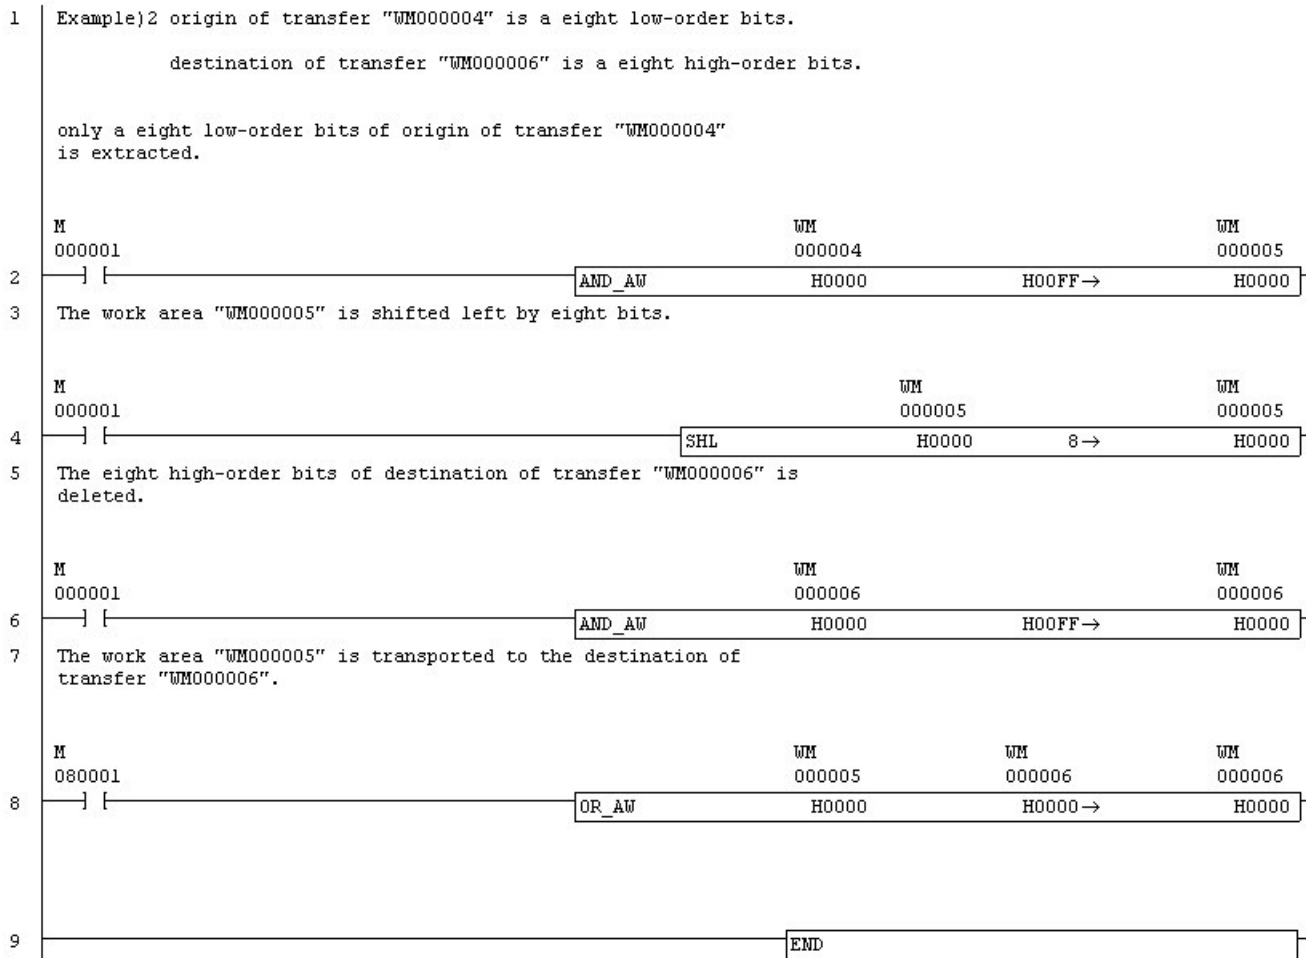 1 Example)2 origin of transfer "WM000004" is a eight low-order bits.
destination of transfer "WM000006" is a eight high-order bits.
only a eight low-order bits of origin of transfer "WM000004"
is extracted.
M WM WM
000001 000004 000005
2 AND_AW H0000 H00FF→ H0000
3 The work area "WM000005" is shifted left by eight bits.
M WM WM
000001 000005 000005
4 SHL H0000 8→ H0000
5 The eight high-order bits of destination of transfer "WM000006" is
deleted.
M WM WM
000001 000006 000006
6 AND_AW H0000 H00FF→ H0000
7 The work area "WM000005" is transported to the destination of
transfer "WM000006".
M WM WM WM
080001 000005 000006 000006
8 OR_AW H0000 H0000→ H0000
9 END